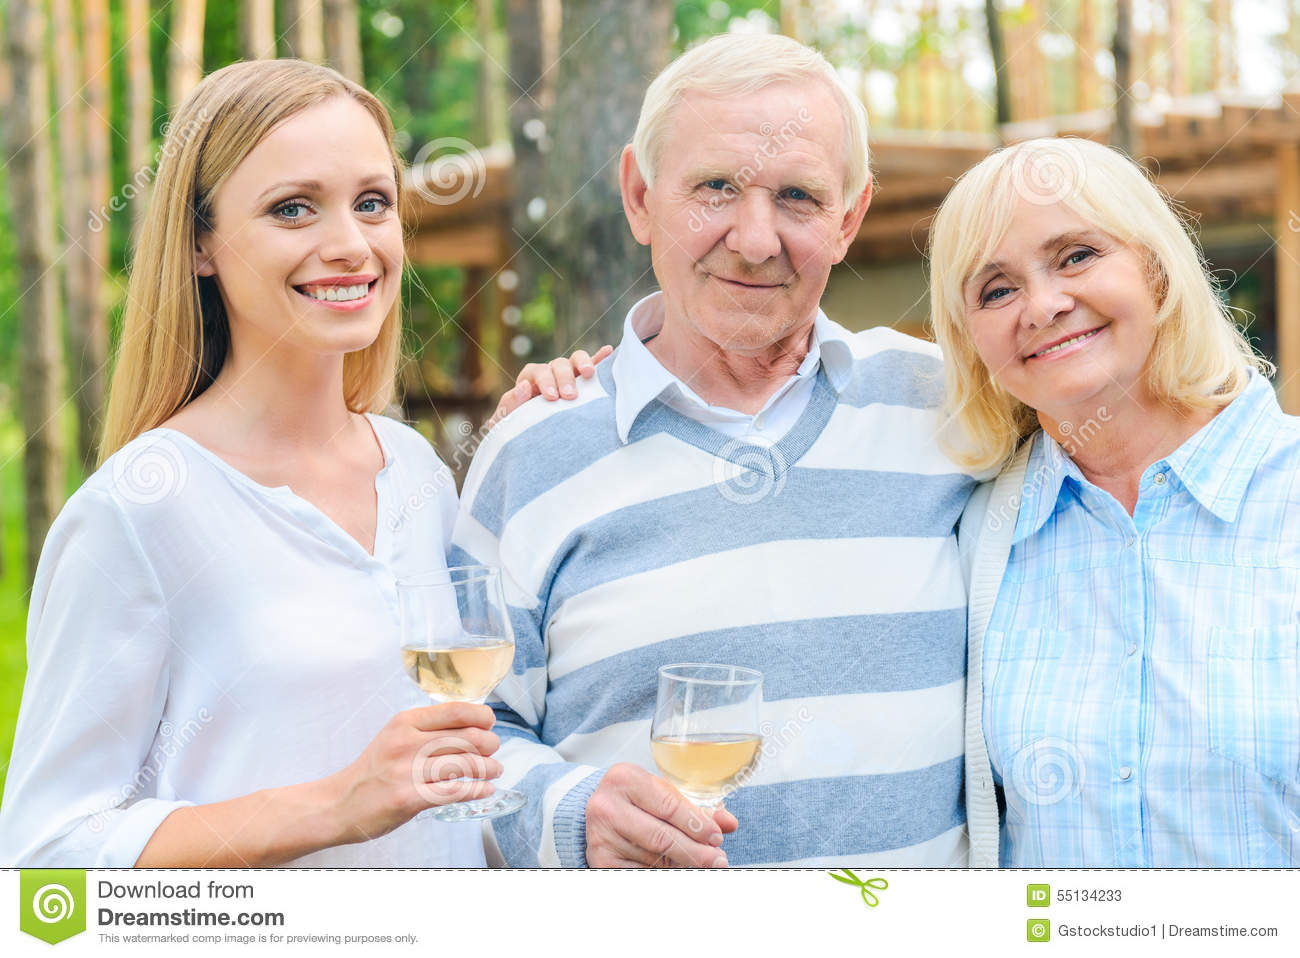 Download from
Dreamstime.com
This watermarked comp image is for previewing purposes only.
ID 55134233
© Gstockstudio1 | Dreamstime.com